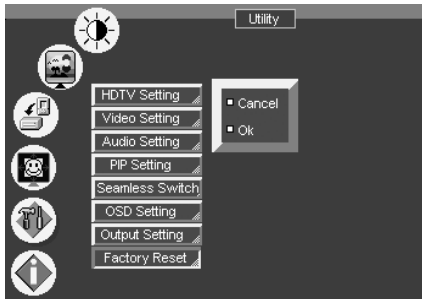 Utility
HDTV Setting
Video Setting
Audio Setting
PIP Setting
Seamless Switch
OSD Setting
Output Setting
Factory Reset
Cancel
Ok